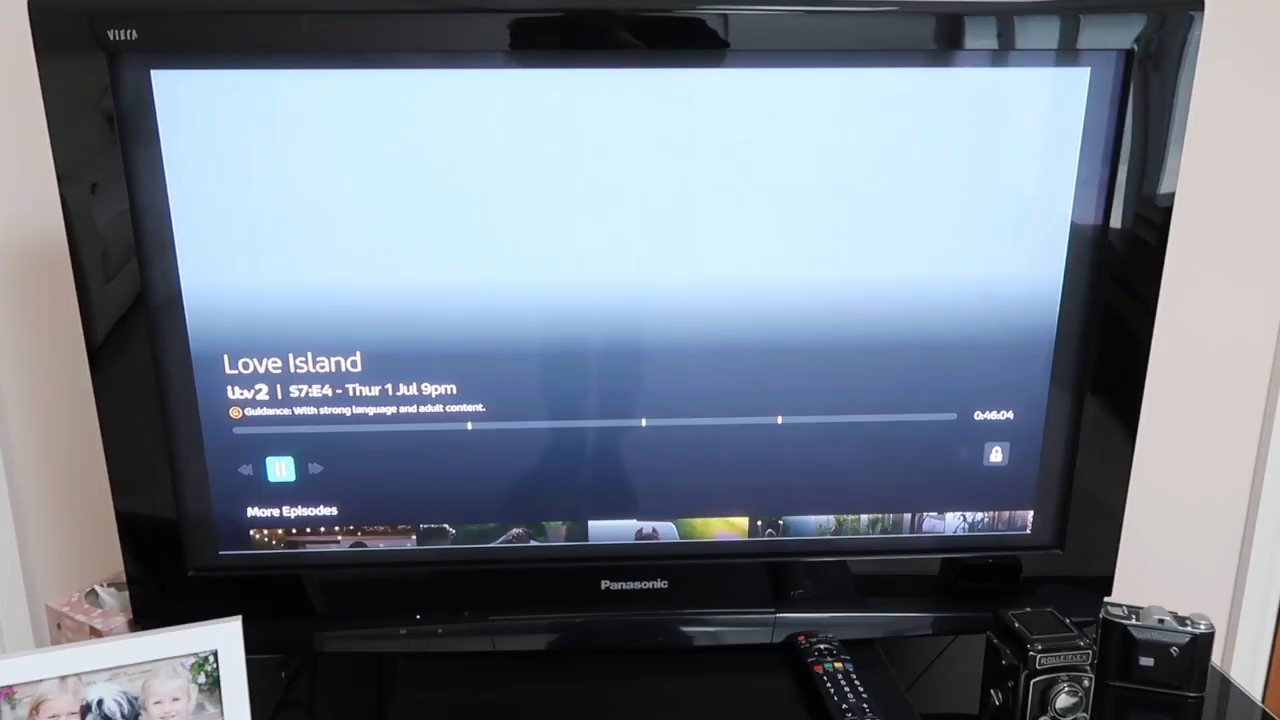 VIERA
Love Island
itv2 | S7:E4 - Thur 1 Jul 9pm
G Guidance: With strong language and adult content.
0:46:04
More Episodes
Panasonic
ROLLEIFLEX